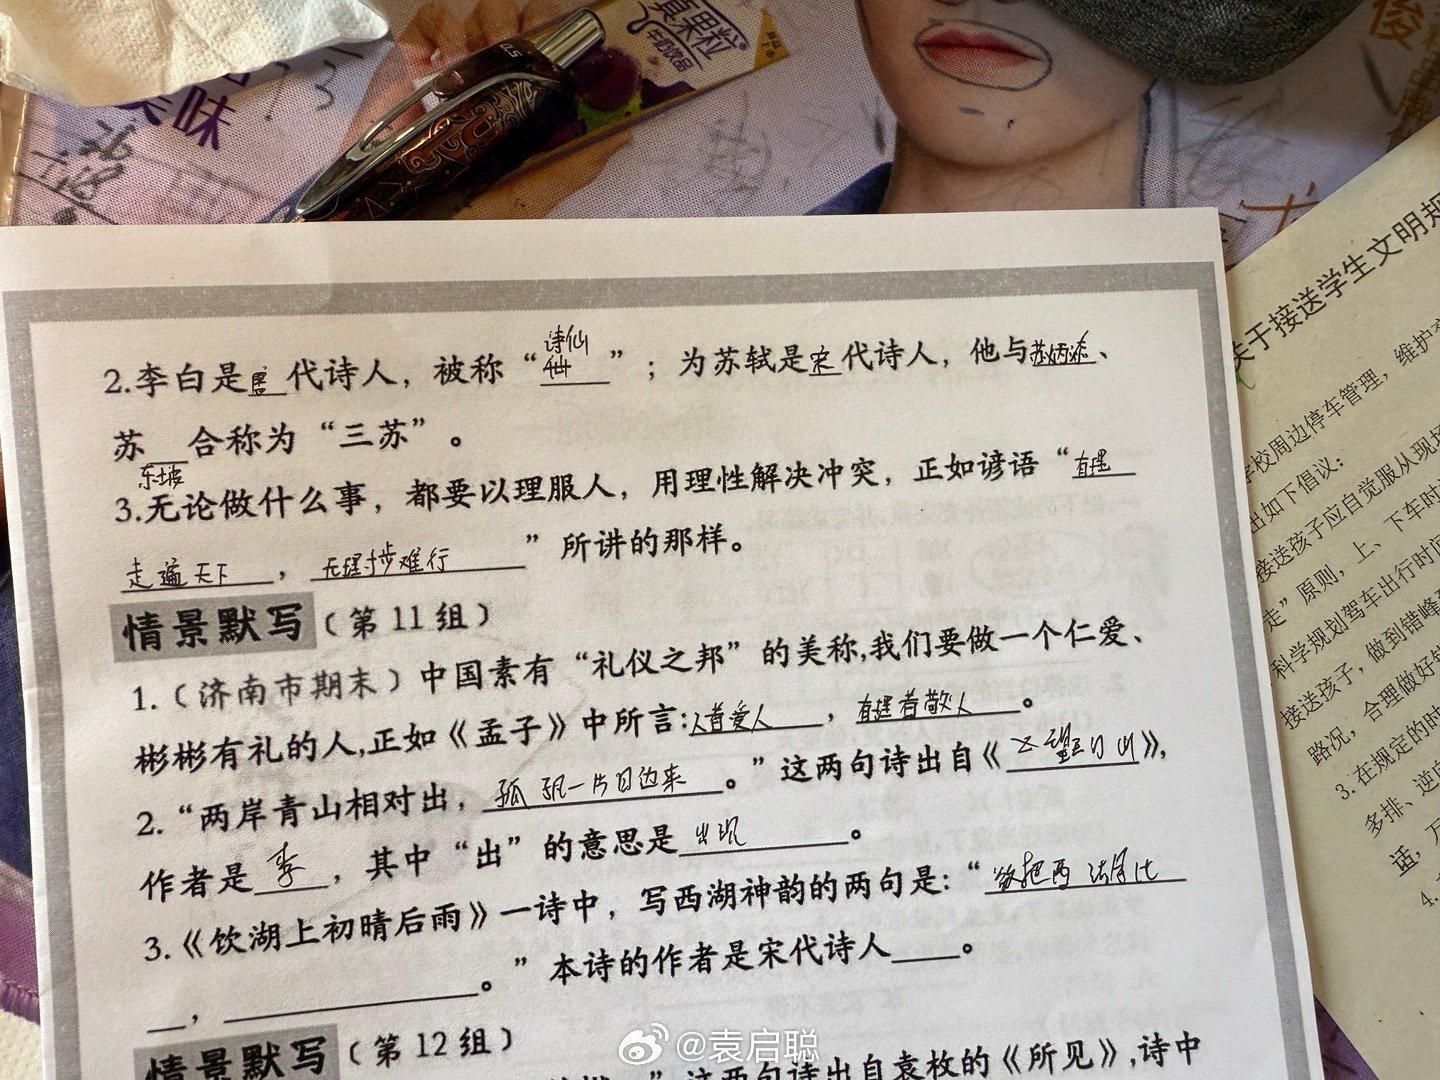 真果粒
牛奶饮品
0.5
美味
俊
2.李白是 代诗人，被称“诗仙”；为苏轼是宋代诗人，他与 、
苏东坡合称为“三苏”。
3.无论做什么事，都要以理服人，用理性解决冲突，正如谚语“有理
走遍天下，无理寸步难行”所讲的那样。
情景默写（第11组）
1.（济南市期末）中国素有“礼仪之邦”的美称,我们要做一个仁爱、
彬彬有礼的人,正如《孟子》中所言: 者爱人，有理者敬人。
2.“两岸青山相对出，孤帆一片日边来。”这两句诗出自《 望 山》,
作者是李，其中“出”的意思是出现。
3.《饮湖上初晴后雨》一诗中，写西湖神韵的两句是：“欲把西湖 比
，。”本诗的作者是宋代诗人 。
情景默写（第12组）
”这两句诗出自袁枚的《所见》,诗中
关于接送学生文明规
学校周边停车管理，维护交
出如下倡议：
接送孩子应自觉服从现场
走”原则，上、下车时
科学规划驾车出行时间
接送孩子，做到错峰
路况，合理做好
3.在规定的时
多排、逆向
话，
4.
@袁启聪